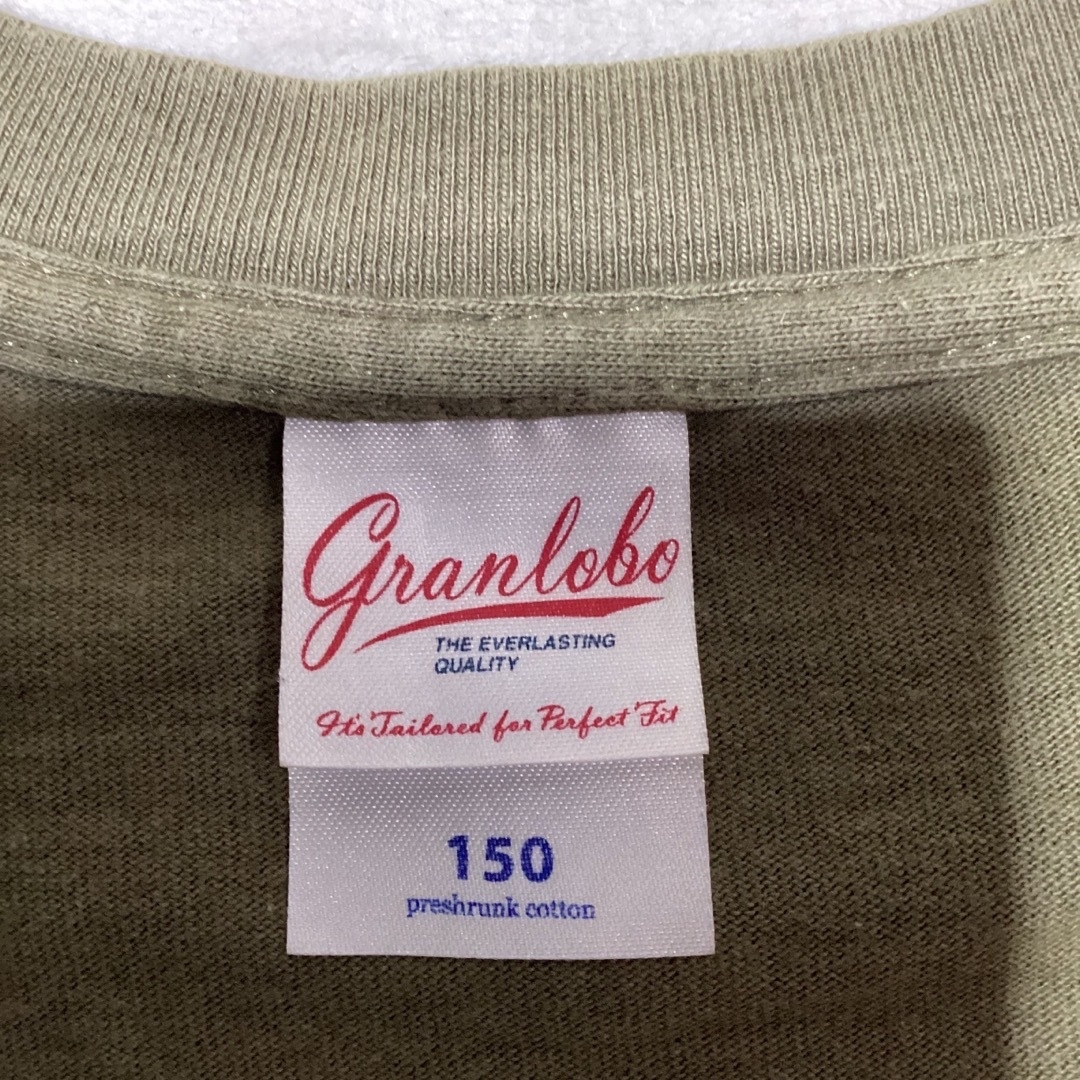 Granlobo
THE EVERLASTING
QUALITY
It's Tailored for Perfect Fit
150
preshrunk cotton